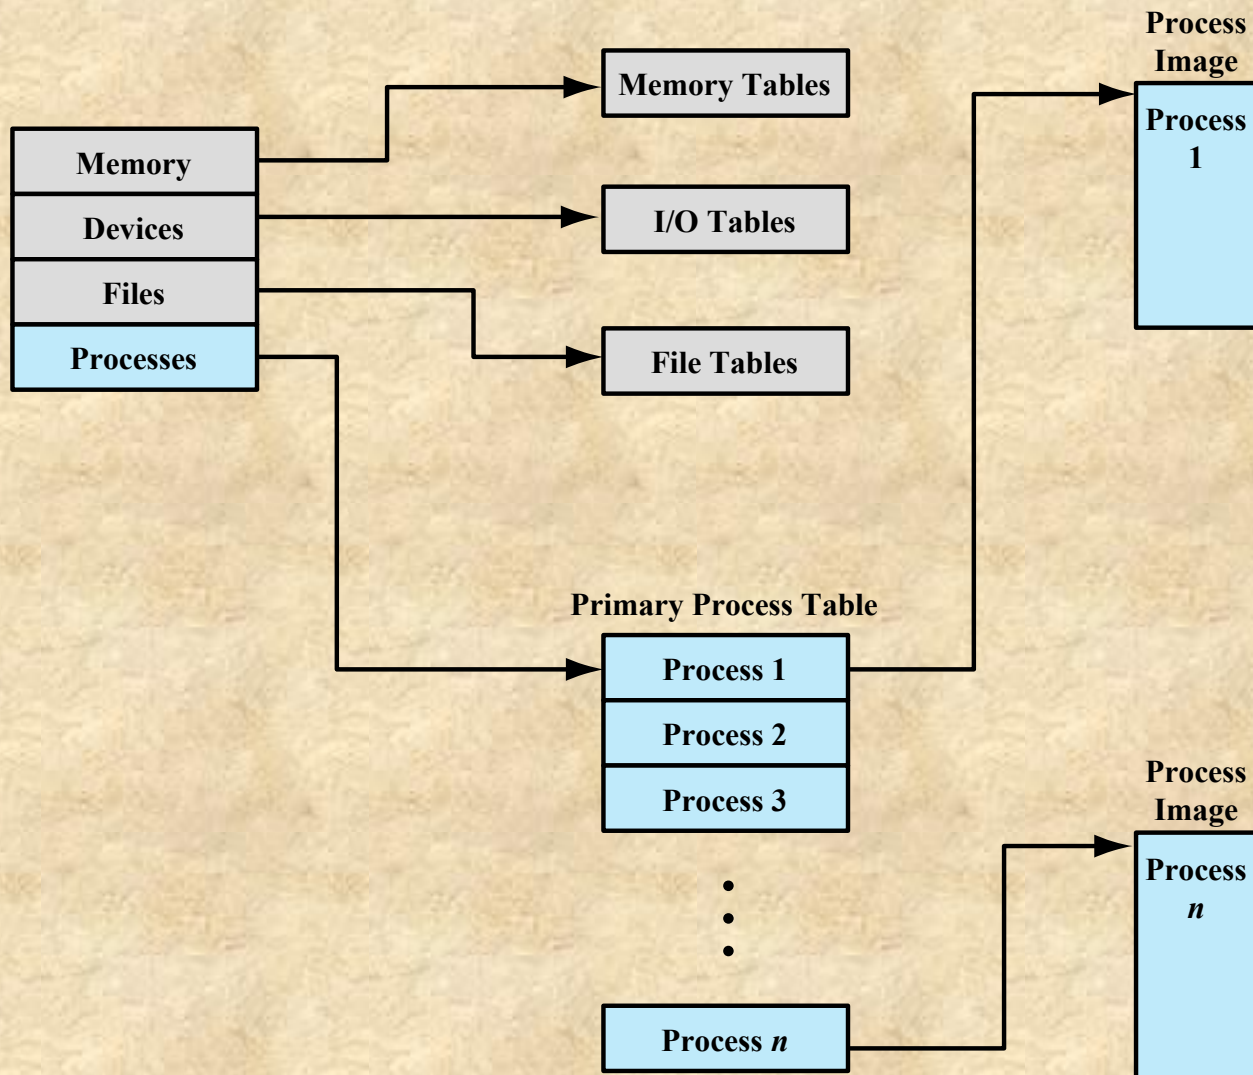 Memory
Devices
Files
Processes
Memory Tables
I/O Tables
File Tables
Primary Process Table
Process 1
Process 2
Process 3
Process n
Process
Image
Process
1
Process
Image
Process
n